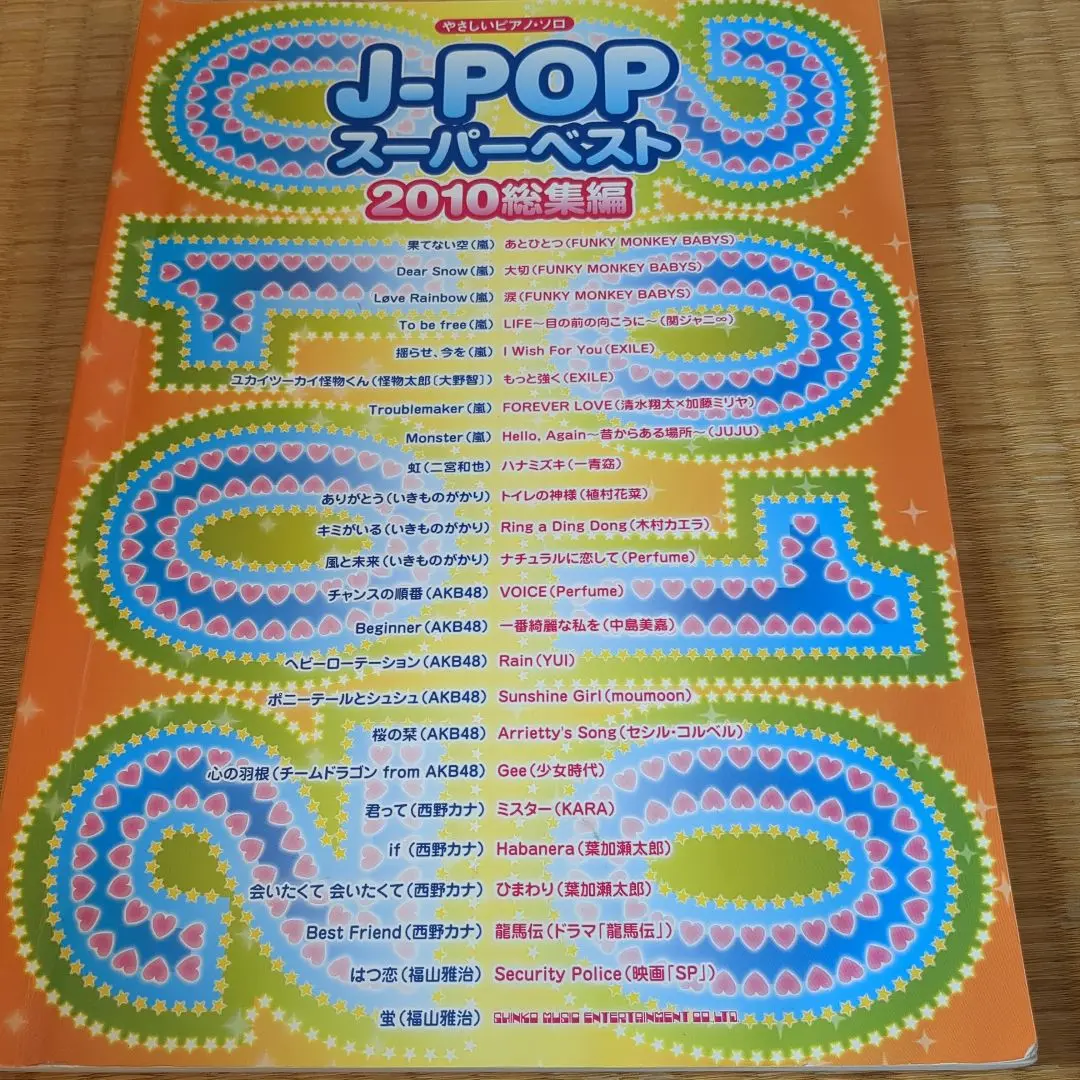 やさしいピアノ・ソロ
J-POP
スーパーベスト
2010総集編
果てない空(嵐)
Dear Snow(嵐)
Løve Rainbow(嵐)
To be free(嵐)
揺らせ、今を(嵐)
ユカイツーカイ怪物くん(怪物太郎〔大野智〕)
Troublemaker(嵐)
Monster(嵐)
虹(二宮和也)
ありがとう(いきものがかり)
キミがいる(いきものがかり)
風と未来(いきものがかり)
チャンスの順番(AKB48)
Beginner(AKB48)
ヘビーローテーション(AKB48)
ポニーテールとシュシュ(AKB48)
桜の栞(AKB48)
心の羽根(チームドラゴン from AKB48)
君って(西野カナ)
if(西野カナ)
会いたくて 会いたくて(西野カナ)
Best Friend(西野カナ)
はつ恋(福山雅治)
蛍(福山雅治)
あとひとつ(FUNKY MONKEY BABYS)
大切(FUNKY MONKEY BABYS)
涙(FUNKY MONKEY BABYS)
LIFE～目の前の向こうに～(関ジャニ∞)
I Wish For You(EXILE)
もっと強く(EXILE)
FOREVER LOVE(清水翔太×加藤ミリヤ)
Hello, Again～昔からある場所～(JUJU)
ハナミズキ(一青窈)
トイレの神様(植村花菜)
Ring a Ding Dong(木村カエラ)
ナチュラルに恋して(Perfume)
VOICE(Perfume)
一番綺麗な私を(中島美嘉)
Rain(YUI)
Sunshine Girl(moumoon)
Arrietty's Song(セシル・コルベル)
Gee(少女時代)
ミスター(KARA)
Habanera(葉加瀬太郎)
ひまわり(葉加瀬太郎)
龍馬伝(ドラマ「龍馬伝」)
Security Police(映画「SP」)
SHINKO MUSIC ENTERTAINMENT CO.,LTD.